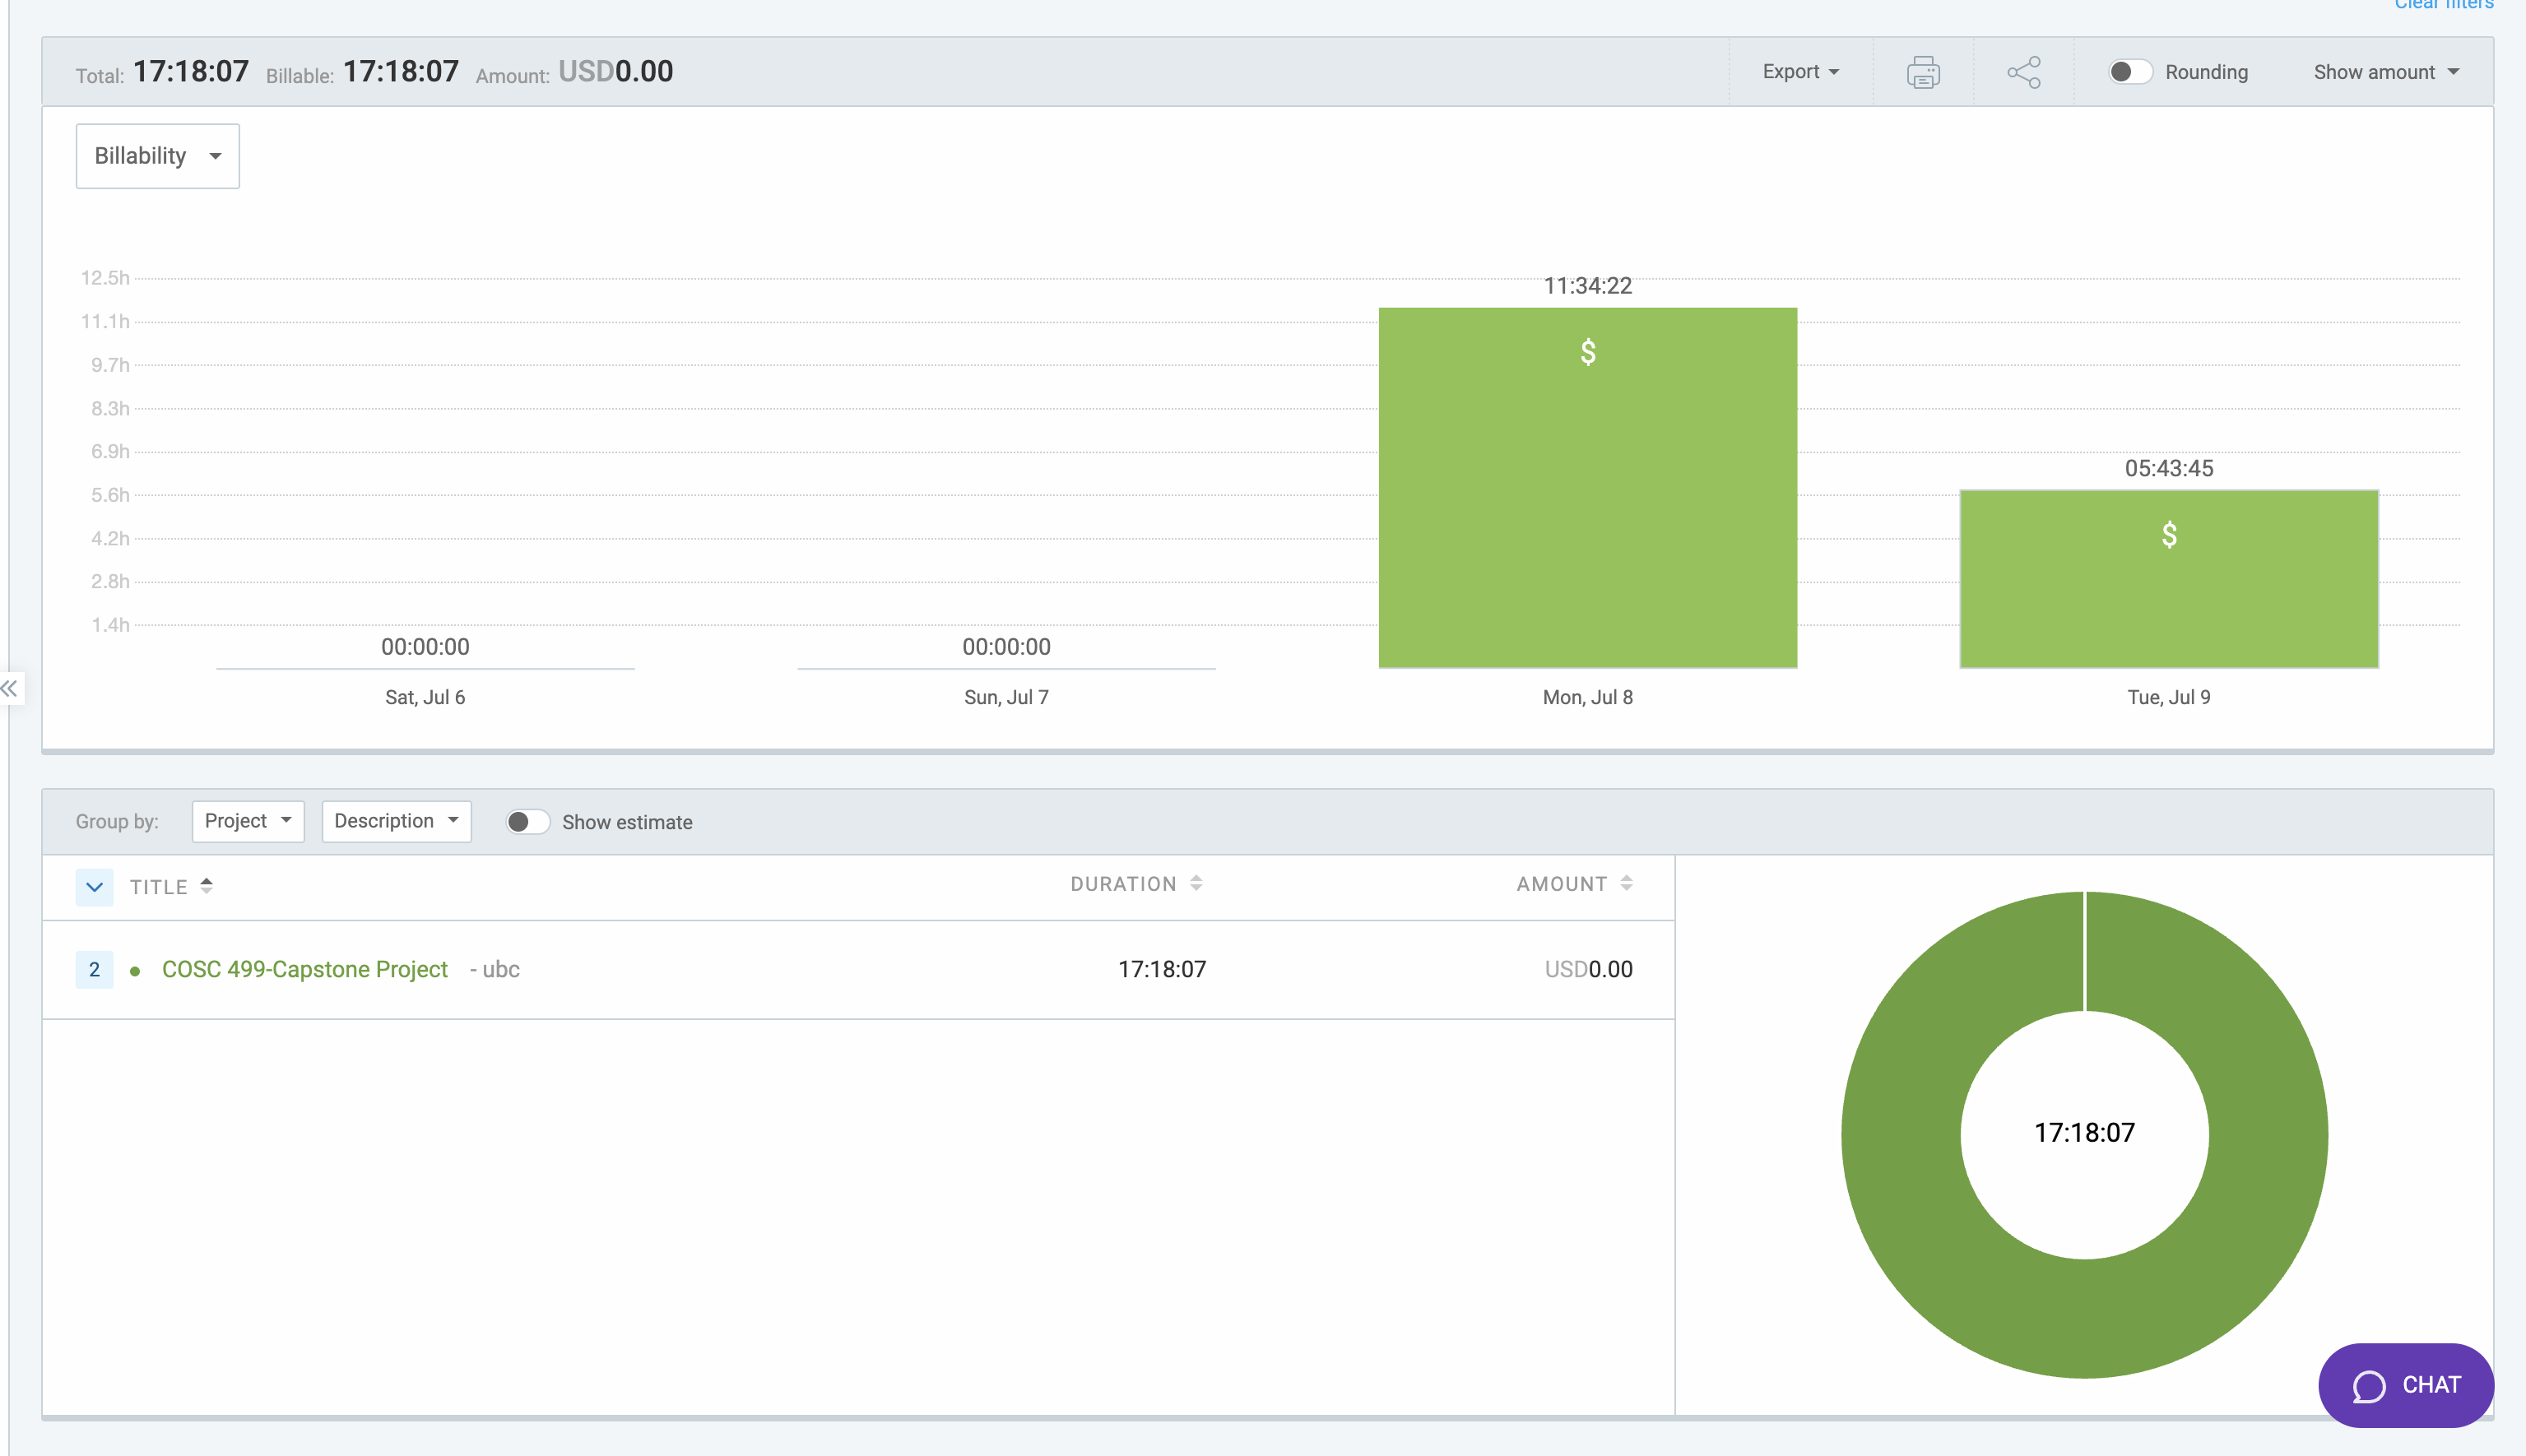 Clear filters
Total: 17:18:07 Billable: 17:18:07 Amount: USD0.00 Export Rounding Show amount
Billability
12.5h
11:34:22
11.1h
$
9.7h
8.3h
6.9h
05:43:45
5.6h
$
4.2h
2.8h
1.4h
00:00:00 00:00:00
Sat, Jul 6 Sun, Jul 7 Mon, Jul 8 Tue, Jul 9
Group by: Project Description Show estimate
TITLE DURATION AMOUNT
2 COSC 499-Capstone Project - ubc 17:18:07 USD0.00
17:18:07
CHAT